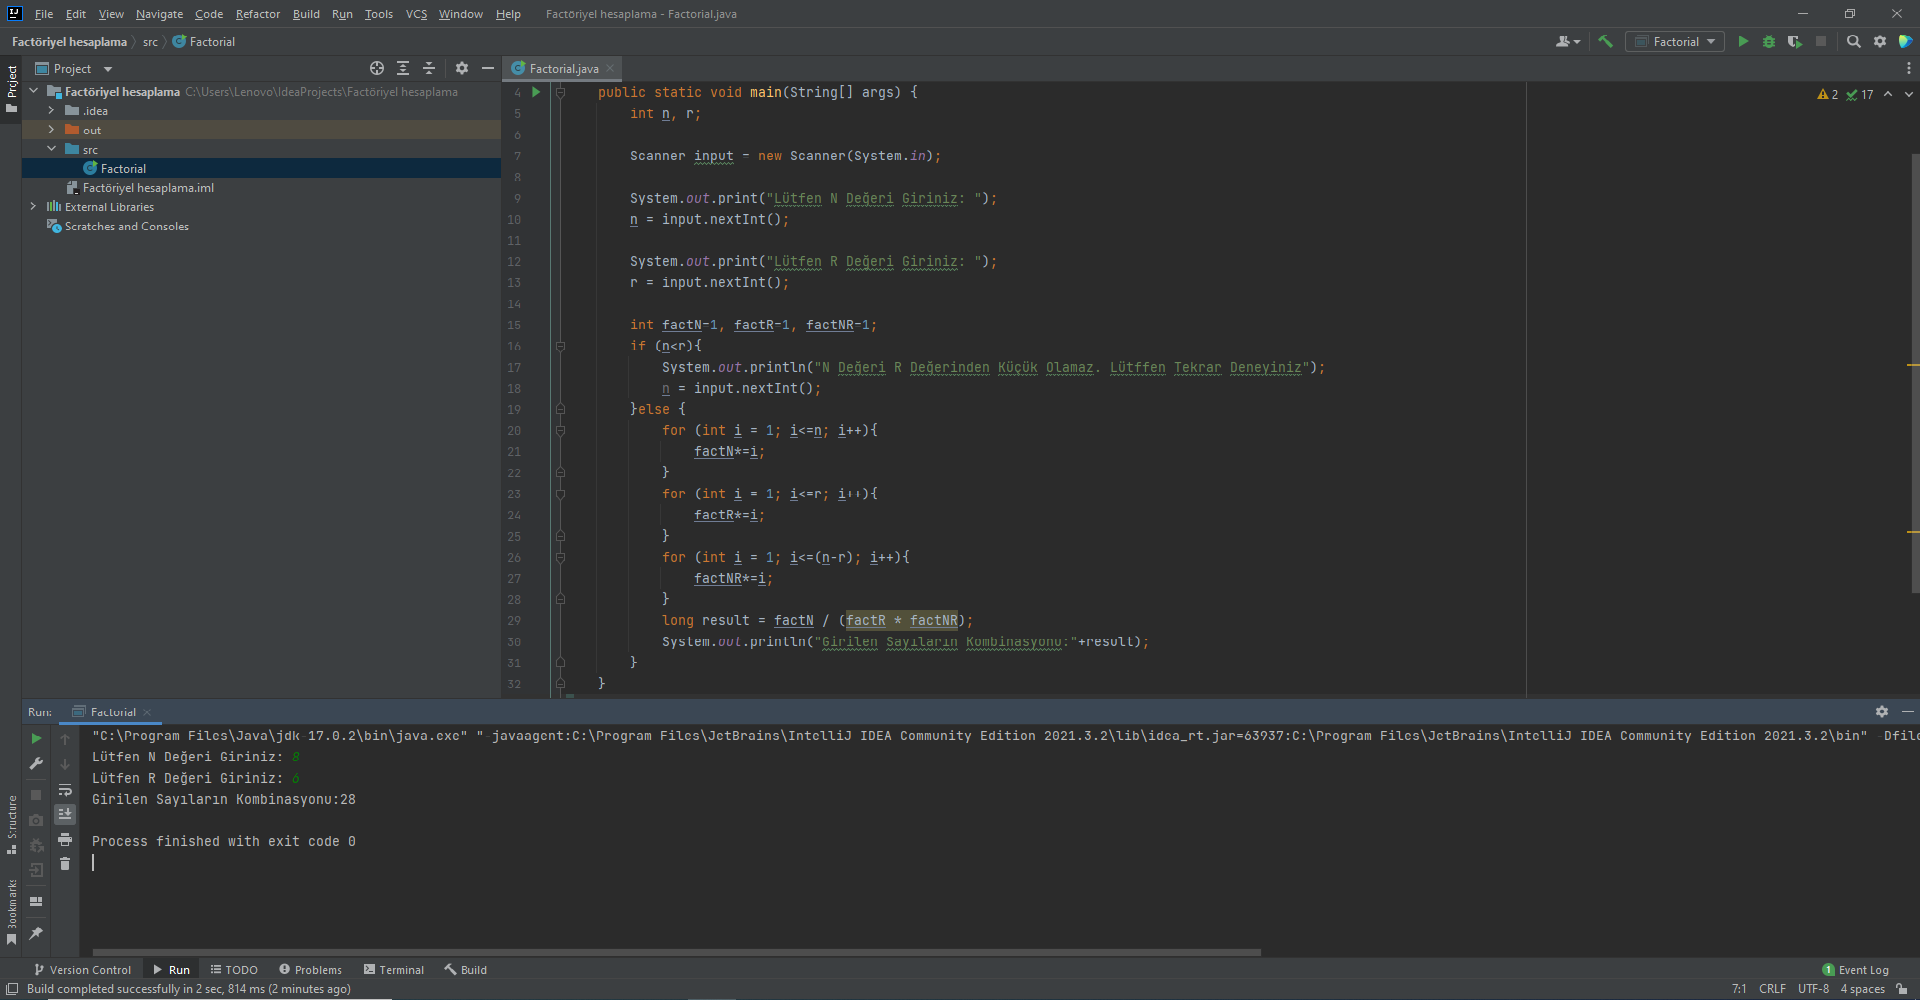 File Edit View Navigate Code Refactor Build Run Tools VCS Window Help Factöriyel hesaplama - Factorial.java
Factöriyel hesaplama src Factorial
Factorial
Project
Project
Factorial.java
Factöriyel hesaplama C:\Users\Lenovo\IdeaProjects\Factöriyel hesaplama
.idea
out
src
Factorial
Factöriyel hesaplama.iml
External Libraries
Scratches and Consoles
2 17
4 public static void main(String[] args) {
5 int n, r;
6
7 Scanner input = new Scanner(System.in);
8
9 System.out.print("Lütfen N Değeri Giriniz: ");
10 n = input.nextInt();
11
12 System.out.print("Lütfen R Değeri Giriniz: ");
13 r = input.nextInt();
14
15 int factN=1, factR=1, factNR=1;
16 if (n<r){
17 System.out.println("N Değeri R Değerinden Küçük Olamaz. Lütffen Tekrar Deneyiniz");
18 n = input.nextInt();
19 }else {
20 for (int i = 1; i<=n; i++){
21 factN*=i;
22 }
23 for (int i = 1; i<=r; i++){
24 factR*=i;
25 }
26 for (int i = 1; i<=(n-r); i++){
27 factNR*=i;
28 }
29 long result = factN / (factR * factNR);
30 System.out.println("Girilen Sayıların Kombinasyonu:"+result);
31 }
32 }
Run: Factorial
"C:\Program Files\Java\jdk-17.0.2\bin\java.exe" "-javaagent:C:\Program Files\JetBrains\IntelliJ IDEA Community Edition 2021.3.2\lib\idea_rt.jar=63937:C:\Program Files\JetBrains\IntelliJ IDEA Community Edition 2021.3.2\bin" -Dfile
Lütfen N Değeri Giriniz: 8
Lütfen R Değeri Giriniz: 6
Girilen Sayıların Kombinasyonu:28
Process finished with exit code 0
Structure
Bookmarks
Version Control Run TODO Problems Terminal Build
1 Event Log
Build completed successfully in 2 sec, 814 ms (2 minutes ago)
7:1 CRLF UTF-8 4 spaces